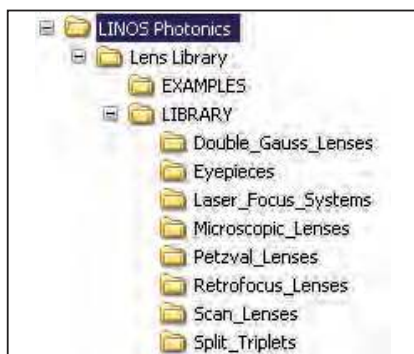 LINOS Photonics
Lens Library
EXAMPLES
LIBRARY
Double_Gauss_Lenses
Eyepieces
Laser_Focus_Systems
Microscopic_Lenses
Petzval_Lenses
Retrofocus_Lenses
Scan_Lenses
Split_Triplets